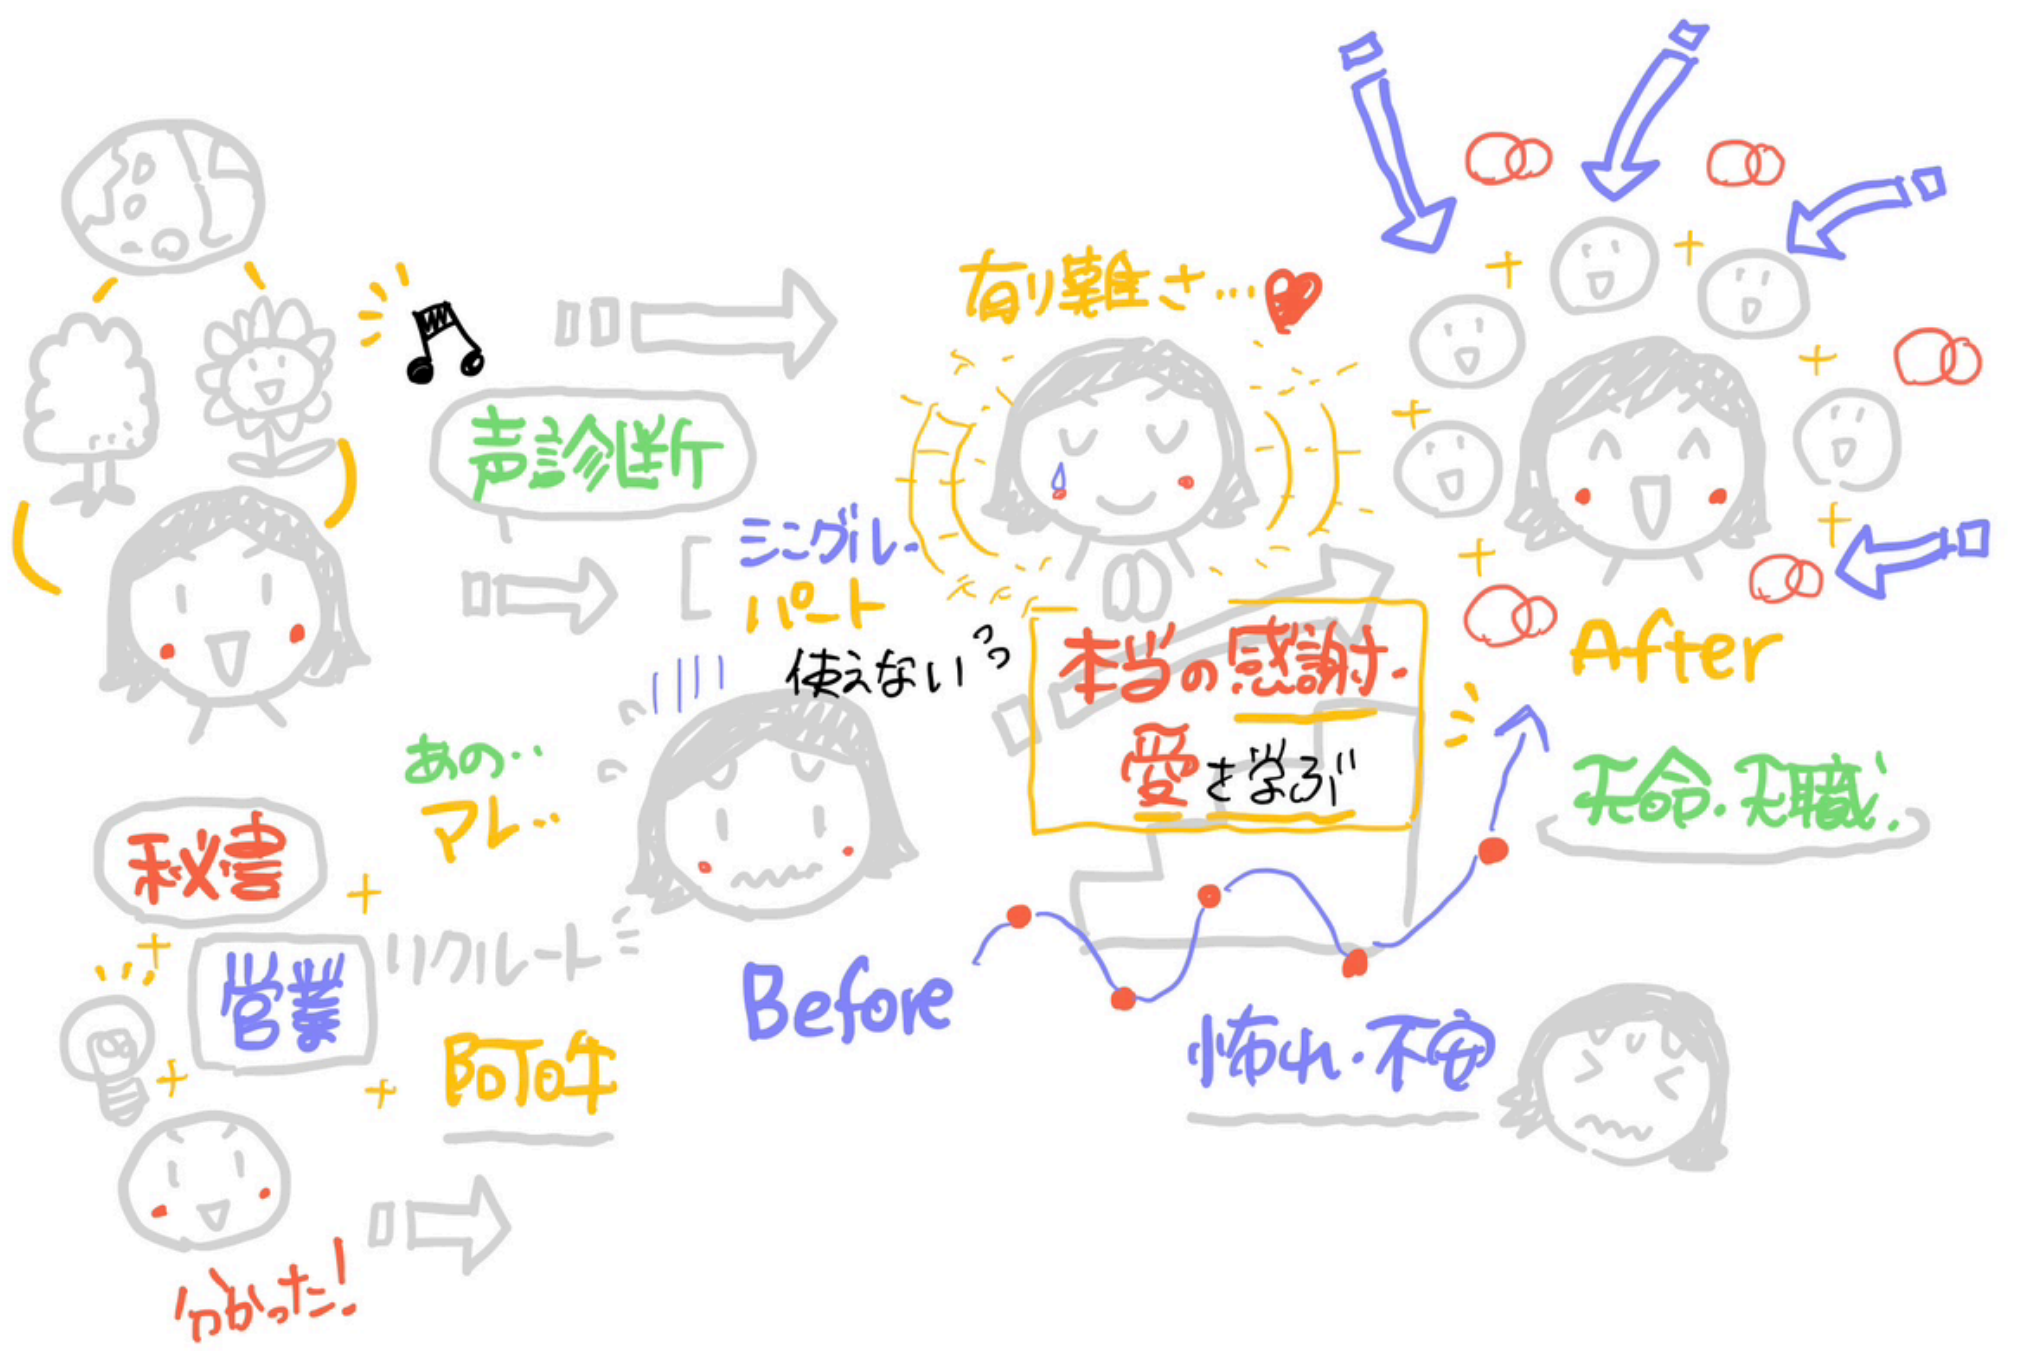 有り難さ…
声診断
シングル.
パート
使えない
本当の感謝.
愛を学ぶ
After
天命.天職.
あの‥
マレ‥
秘書
営業
リクルート
阿吽
分かった!
Before
怖れ・不安